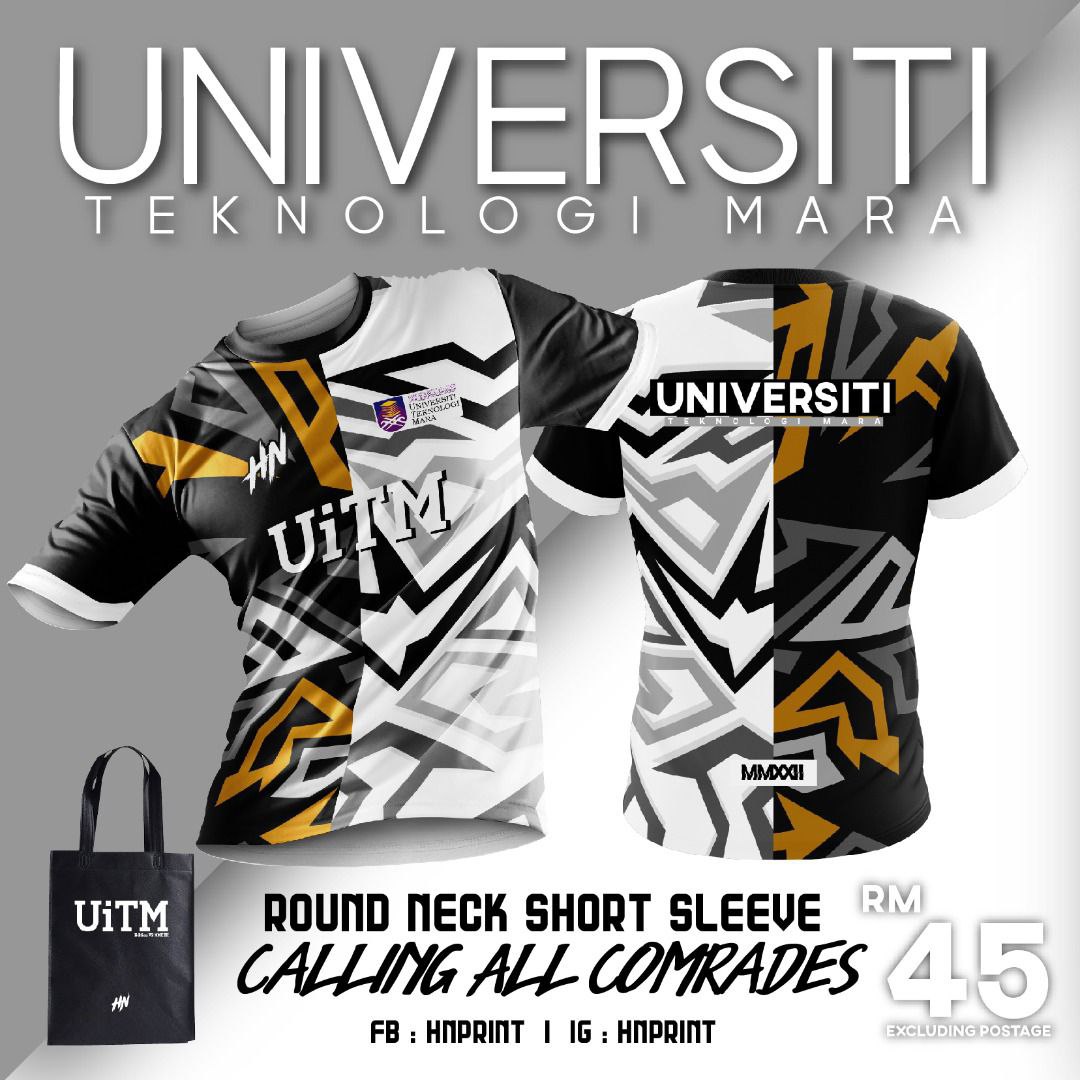 UNIVERSITI
TEKNOLOGI MARA
UNIVERSITI
TEKNOLOGI
MARA
HN
UiTM
UNIVERSITI
TEKNOLOGI MARA
MMXXII
UiTM
HN
ROUND NECK SHORT SLEEVE
CALLING ALL COMRADES
FB : HNPRINT | IG : HNPRINT
RM
45
EXCLUDING POSTAGE